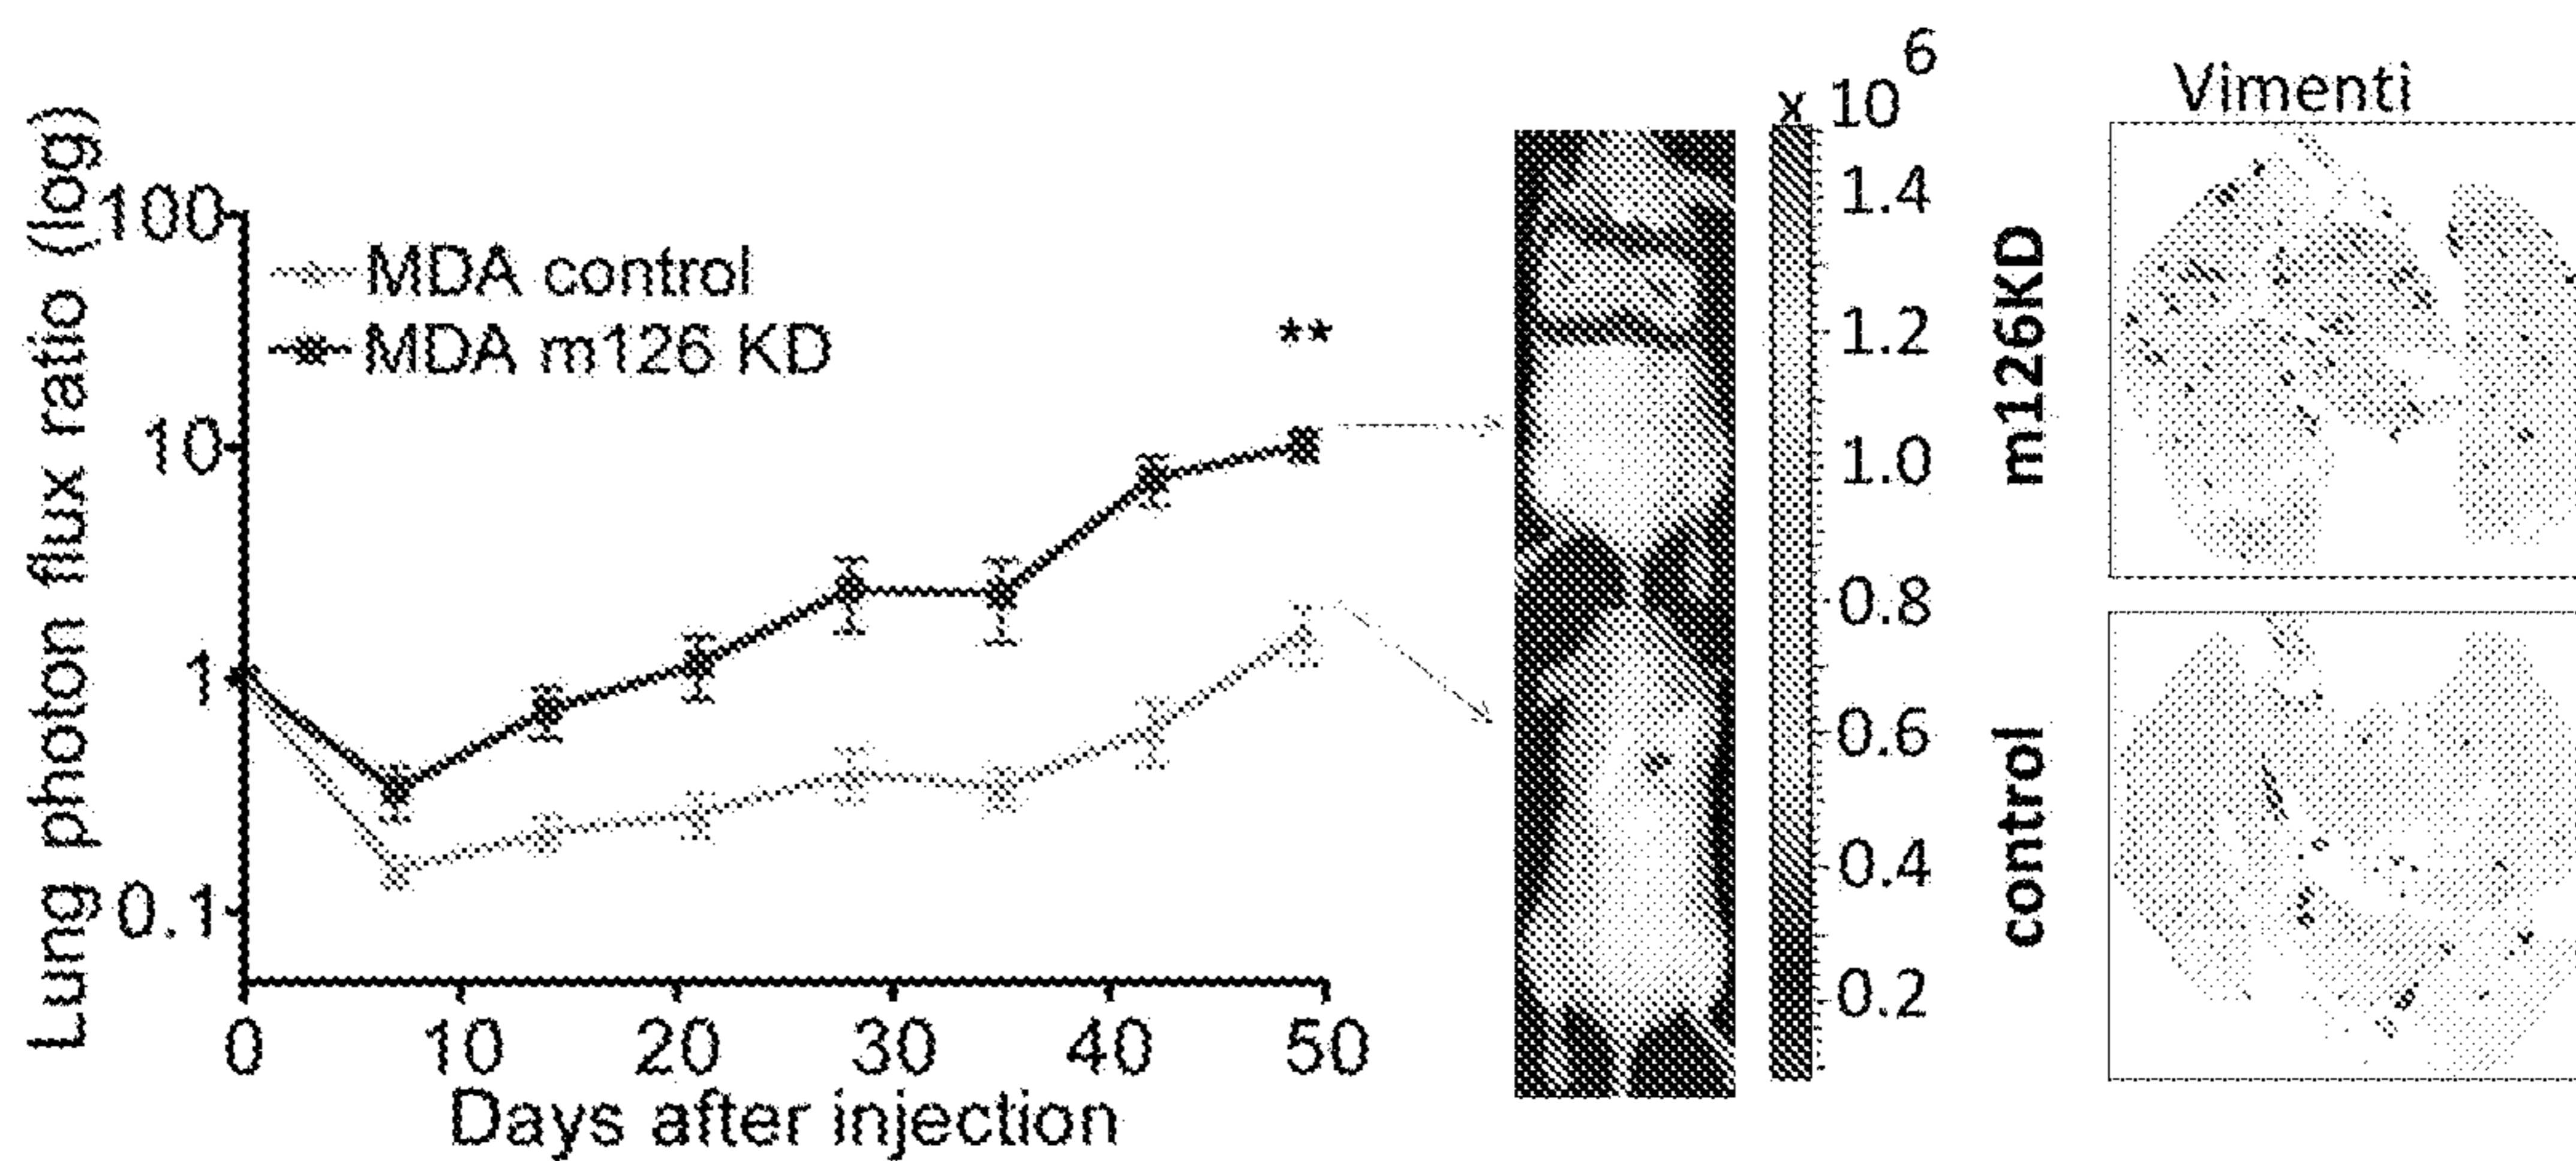 Lung photon flux ratio (log)
100
10
1
0.1
MDA control
MDA m126 KD
**
0
10
20
30
40
50
Days after injection
x 10
6
1.4
1.2
1.0
0.8
0.6
0.4
0.2
m126KD
control
Vimenti